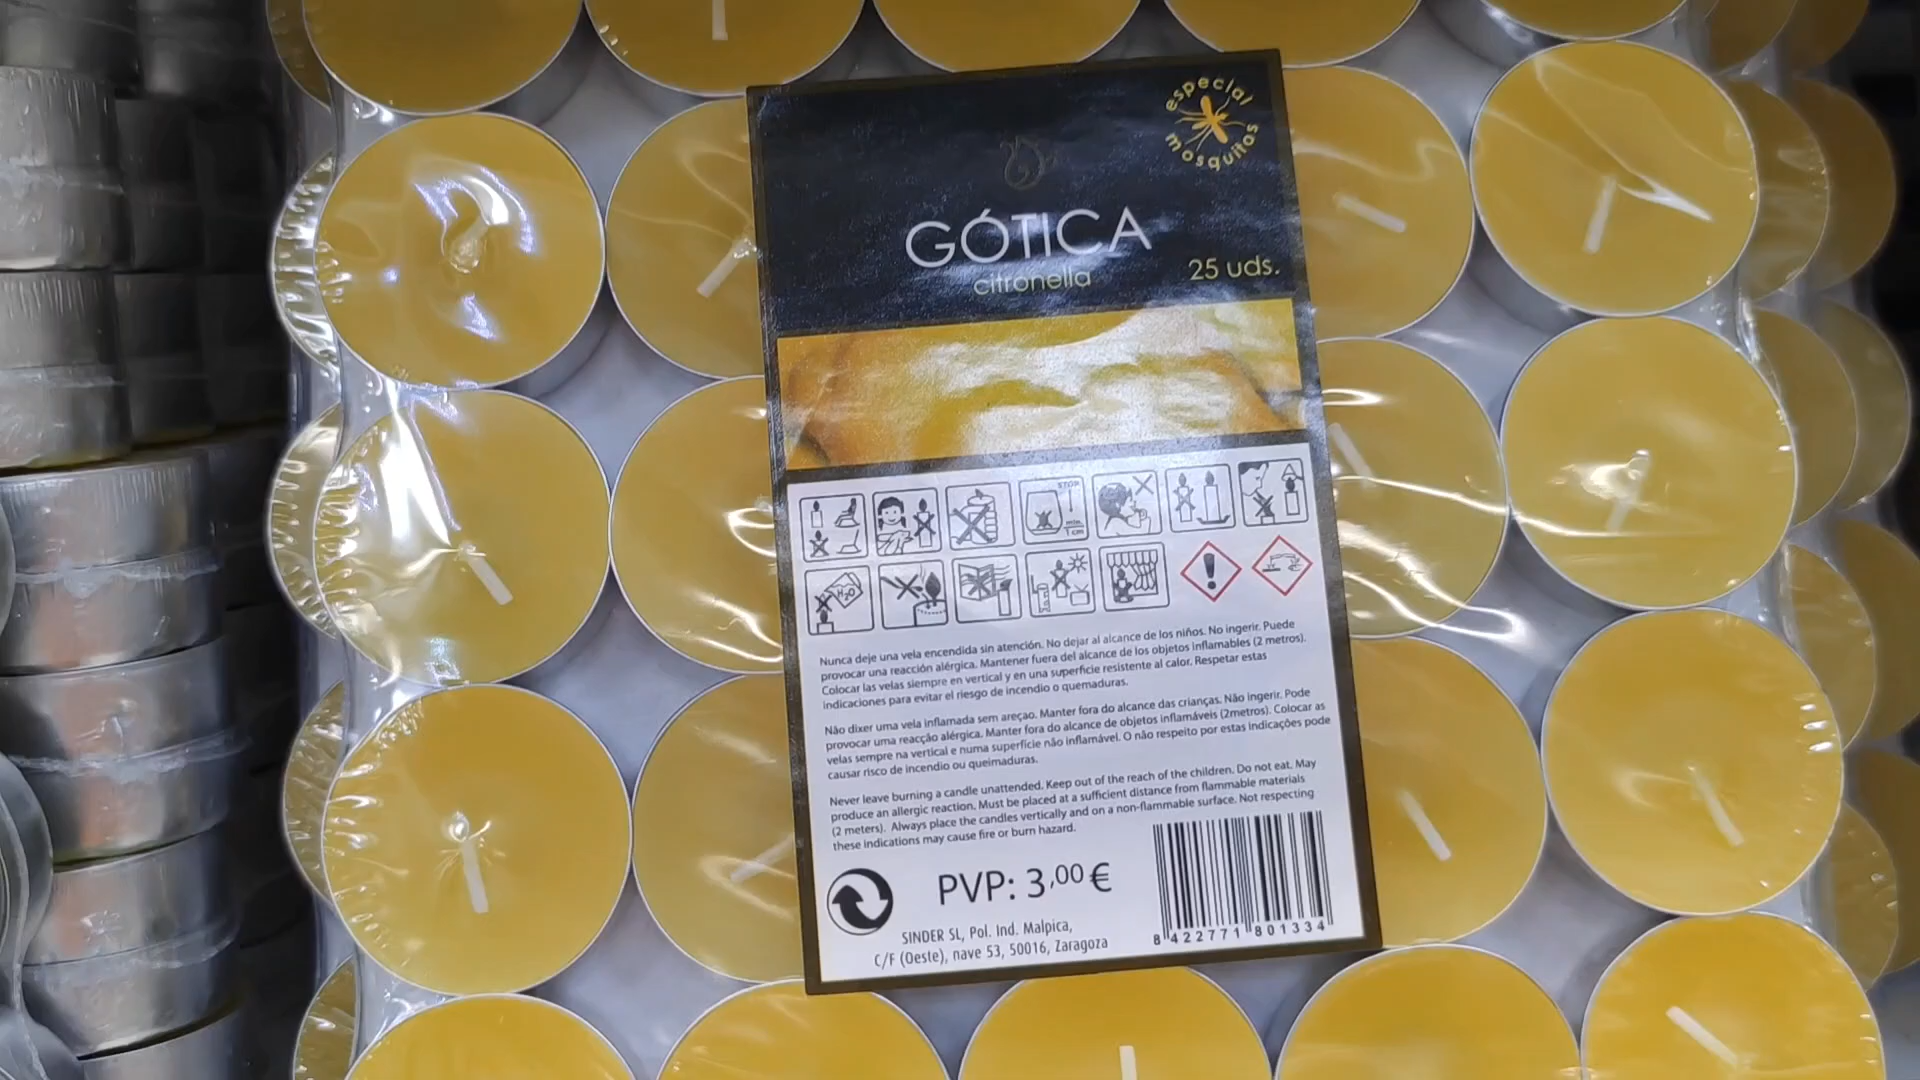 especial
mosquitos
GÓTICA
citronella
25 uds.
STOP
min.
1 cm
H₂O
Nunca deje una vela encendida sin atención. No dejar al alcance de los niños. No ingerir. Puede
provocar una reacción alérgica. Mantener fuera del alcance de los objetos inflamables (2 metros).
Colocar las velas siempre en vertical y en una superficie resistente al calor. Respetar estas
indicaciones para evitar el riesgo de incendio o quemaduras.
Não dixer uma vela inflamada sem areçao. Manter fora do alcance das crianças. Não ingerir. Pode
provocar uma reacção alérgica. Manter fora do alcance de objetos inflamáveis (2metros). Colocar as
velas sempre na vertical e numa superfície não inflamável. O não respeito por estas indicações pode
causar risco de incendio ou queimaduras.
Never leave burning a candle unattended. Keep out of the reach of the children. Do not eat. May
produce an allergic reaction. Must be placed at a sufficient distance from flammable materials
(2 meters). Always place the candles vertically and on a non-flammable surface. Not respecting
these indications may cause fire or burn hazard.
PVP: 3,00 €
SINDER SL, Pol. Ind. Malpica,
C/F (Oeste), nave 53, 50016, Zaragoza
8 422771 801334